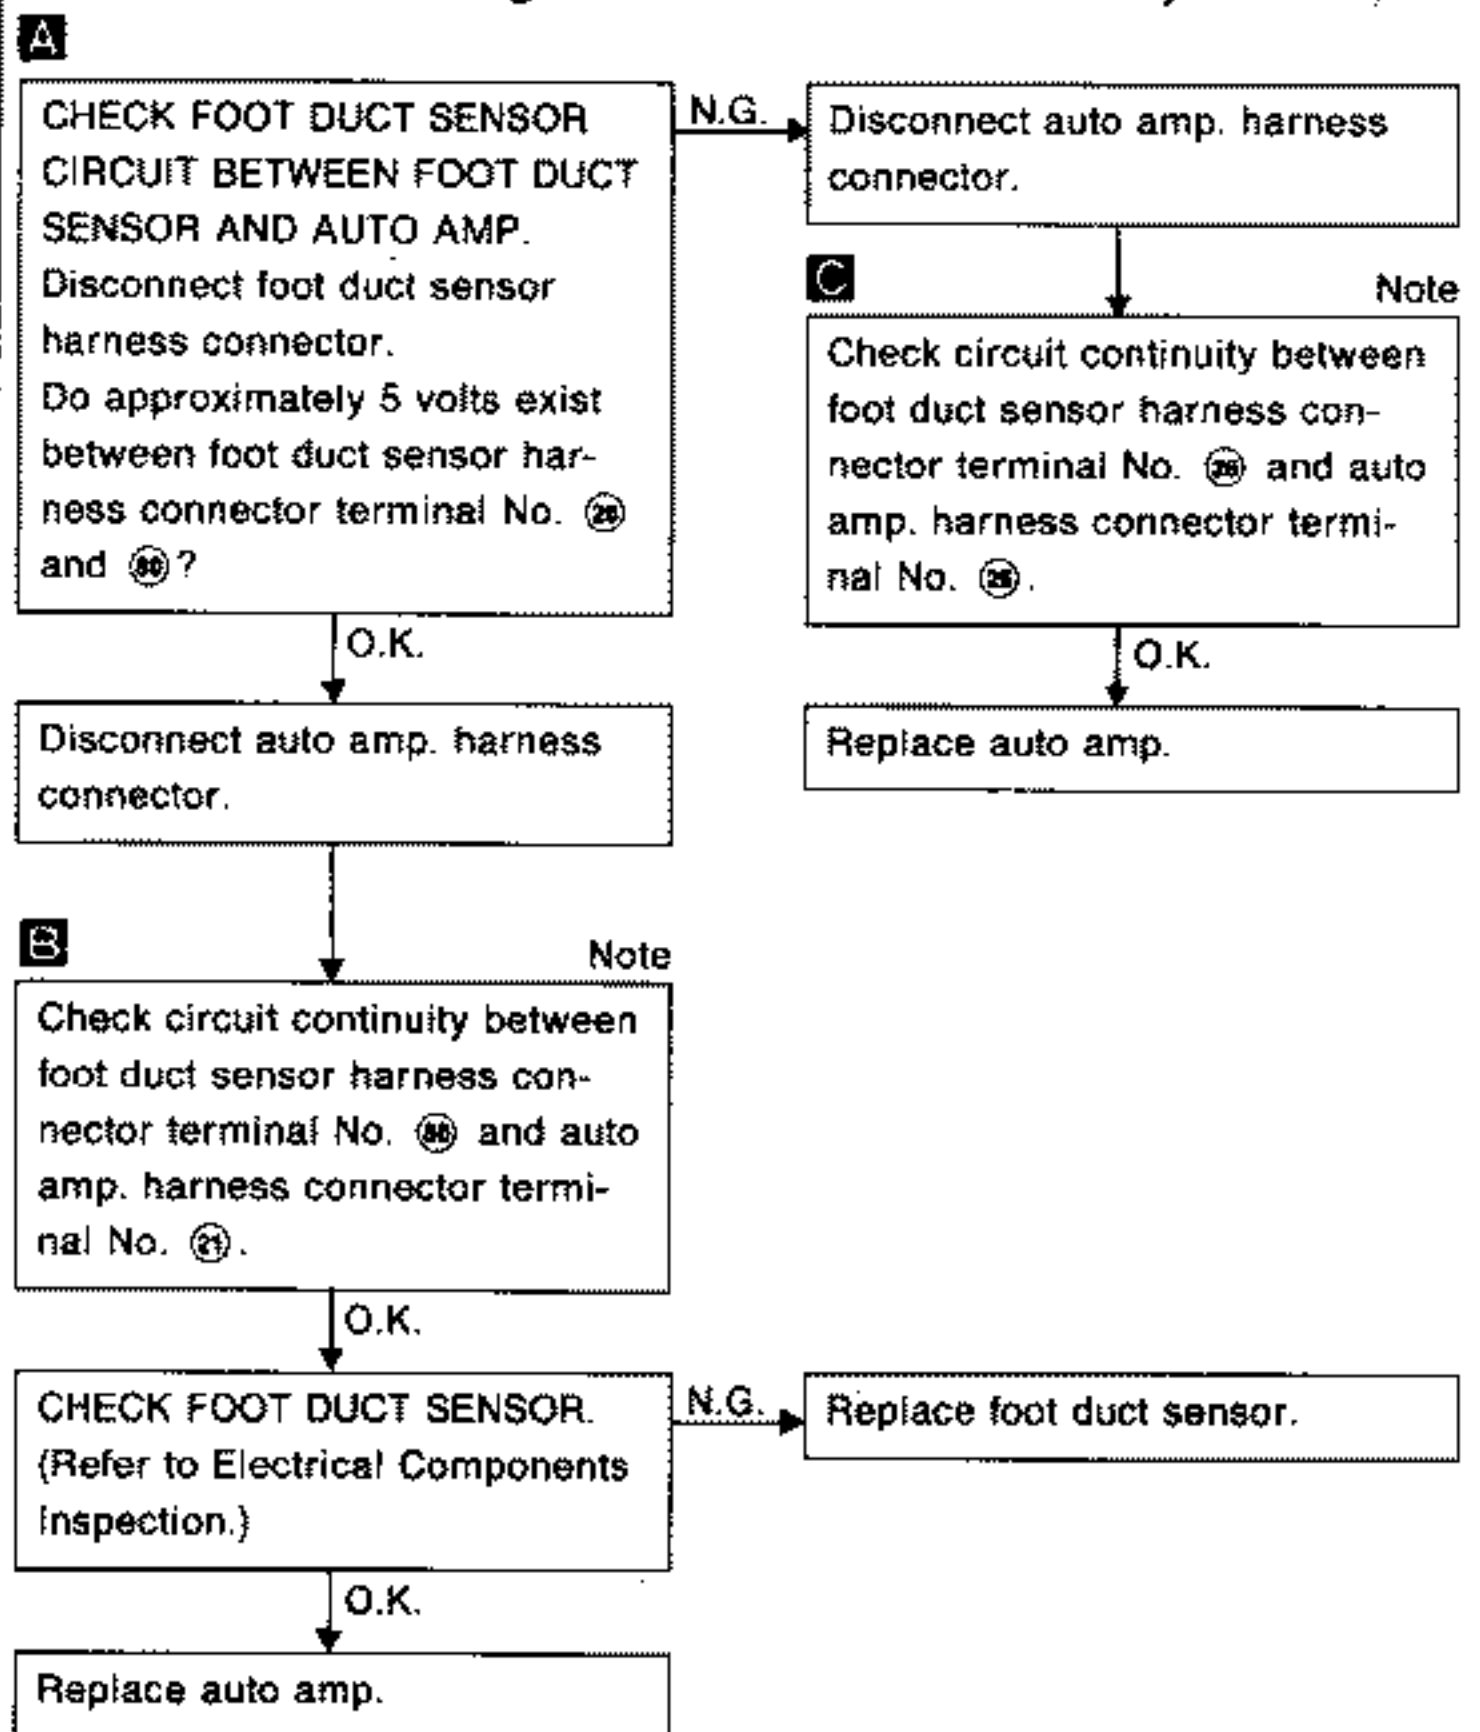 A
CHECK FOOT DUCT SENSOR
CIRCUIT BETWEEN FOOT DUCT
SENSOR AND AUTO AMP.
Disconnect foot duct sensor
harness connector.
Do approximately 5 volts exist
between foot duct sensor har-
ness connector terminal No.
and ?
O.K.
Disconnect auto amp. harness
connector.
B
Note
Check circuit continuity between
foot duct sensor harness con-
nector terminal No. and auto
amp. harness connector termi-
nal No. 21.
O.K.
CHECK FOOT DUCT SENSOR.
(Refer to Electrical Components
Inspection.)
O.K.
Replace auto amp.
N.G.
Disconnect auto amp. harness
connector.
C
Note
Check circuit continuity between
foot duct sensor harness con-
nector terminal No. and auto
amp. harness connector termi-
nal No. .
O.K.
Replace auto amp.
N.G.
Replace foot duct sensor.